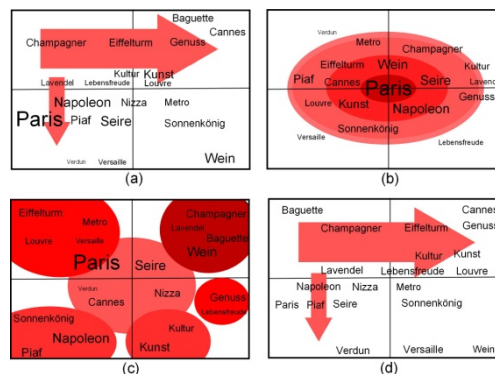 Baguette
Cannes
Champagner Eiffelturm Genuss
Kultur Kunst
Lavendel Lebensfreude Louvre
Napoleon Nizza Metro
Paris Piaf Seire Sonnenkönig
Verdun Versaille Wein
(a)
Verdun
Metro Champagner
Eiffelturm Wein Kultur
Piaf Cannes Paris Seire Lavend
Louvre Kunst Napoleon Genuss
Sonnenkönig
Versaille Lebensfreude
(b)
Eiffelturm Metro Champagner
Lavendel
Louvre Versaille Baguette
Paris Seire Wein
Verdun Nizza Genuss
Cannes Lebensfreude
Sonnenkönig Kultur
Napoleon Kunst
Piaf
(c)
Baguette Cannes
Champagner Eiffelturm Genuss
Kultur Kunst
Lavendel Lebensfreude Louvre
Napoleon Nizza Metro
Paris Piaf Seire Sonnenkönig
Verdun Versaille Wein
(d)